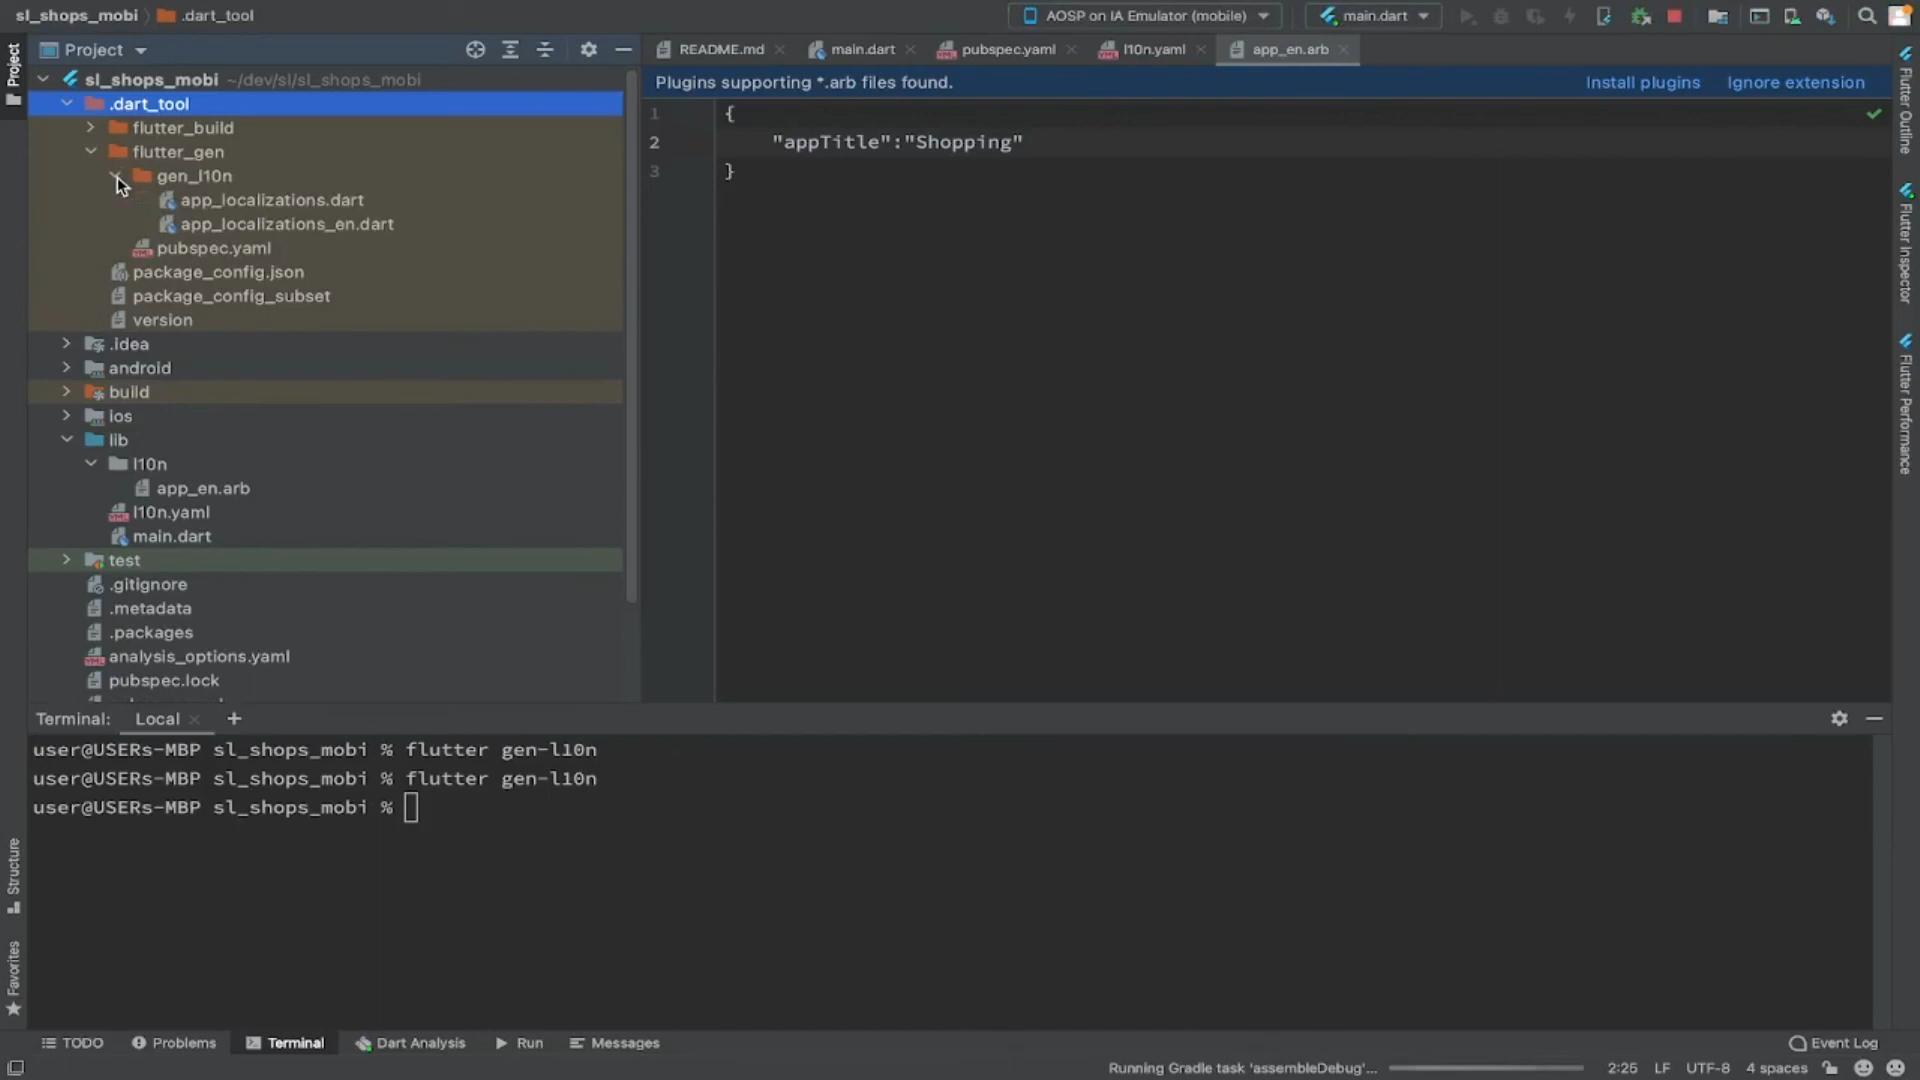 sl_shops_mobi
.dart_tool
AOSP on IA Emulator (mobile)
main.dart
Project
README.md
main.dart
pubspec.yaml
l10n.yaml
app_en.arb
Project
sl_shops_mobi ~/dev/sl/sl_shops_mobi
.dart_tool
flutter_build
flutter_gen
gen_l10n
app_localizations.dart
app_localizations_en.dart
pubspec.yaml
package_config.json
package_config_subset
version
.idea
android
build
ios
lib
l10n
app_en.arb
l10n.yaml
main.dart
test
.gitignore
.metadata
.packages
analysis_options.yaml
pubspec.lock
Plugins supporting *.arb files found.
Install plugins
Ignore extension
1 {
2 "appTitle":"Shopping"
3 }
Flutter Outline
Flutter Inspector
Flutter Performance
Structure
Favorites
Terminal:
Local
user@USERs-MBP sl_shops_mobi % flutter gen-l10n
user@USERs-MBP sl_shops_mobi % flutter gen-l10n
user@USERs-MBP sl_shops_mobi %
TODO
Problems
Terminal
Dart Analysis
Run
Messages
Event Log
Running Gradle task 'assembleDebug'...
2:25
LF
UTF-8
4 spaces